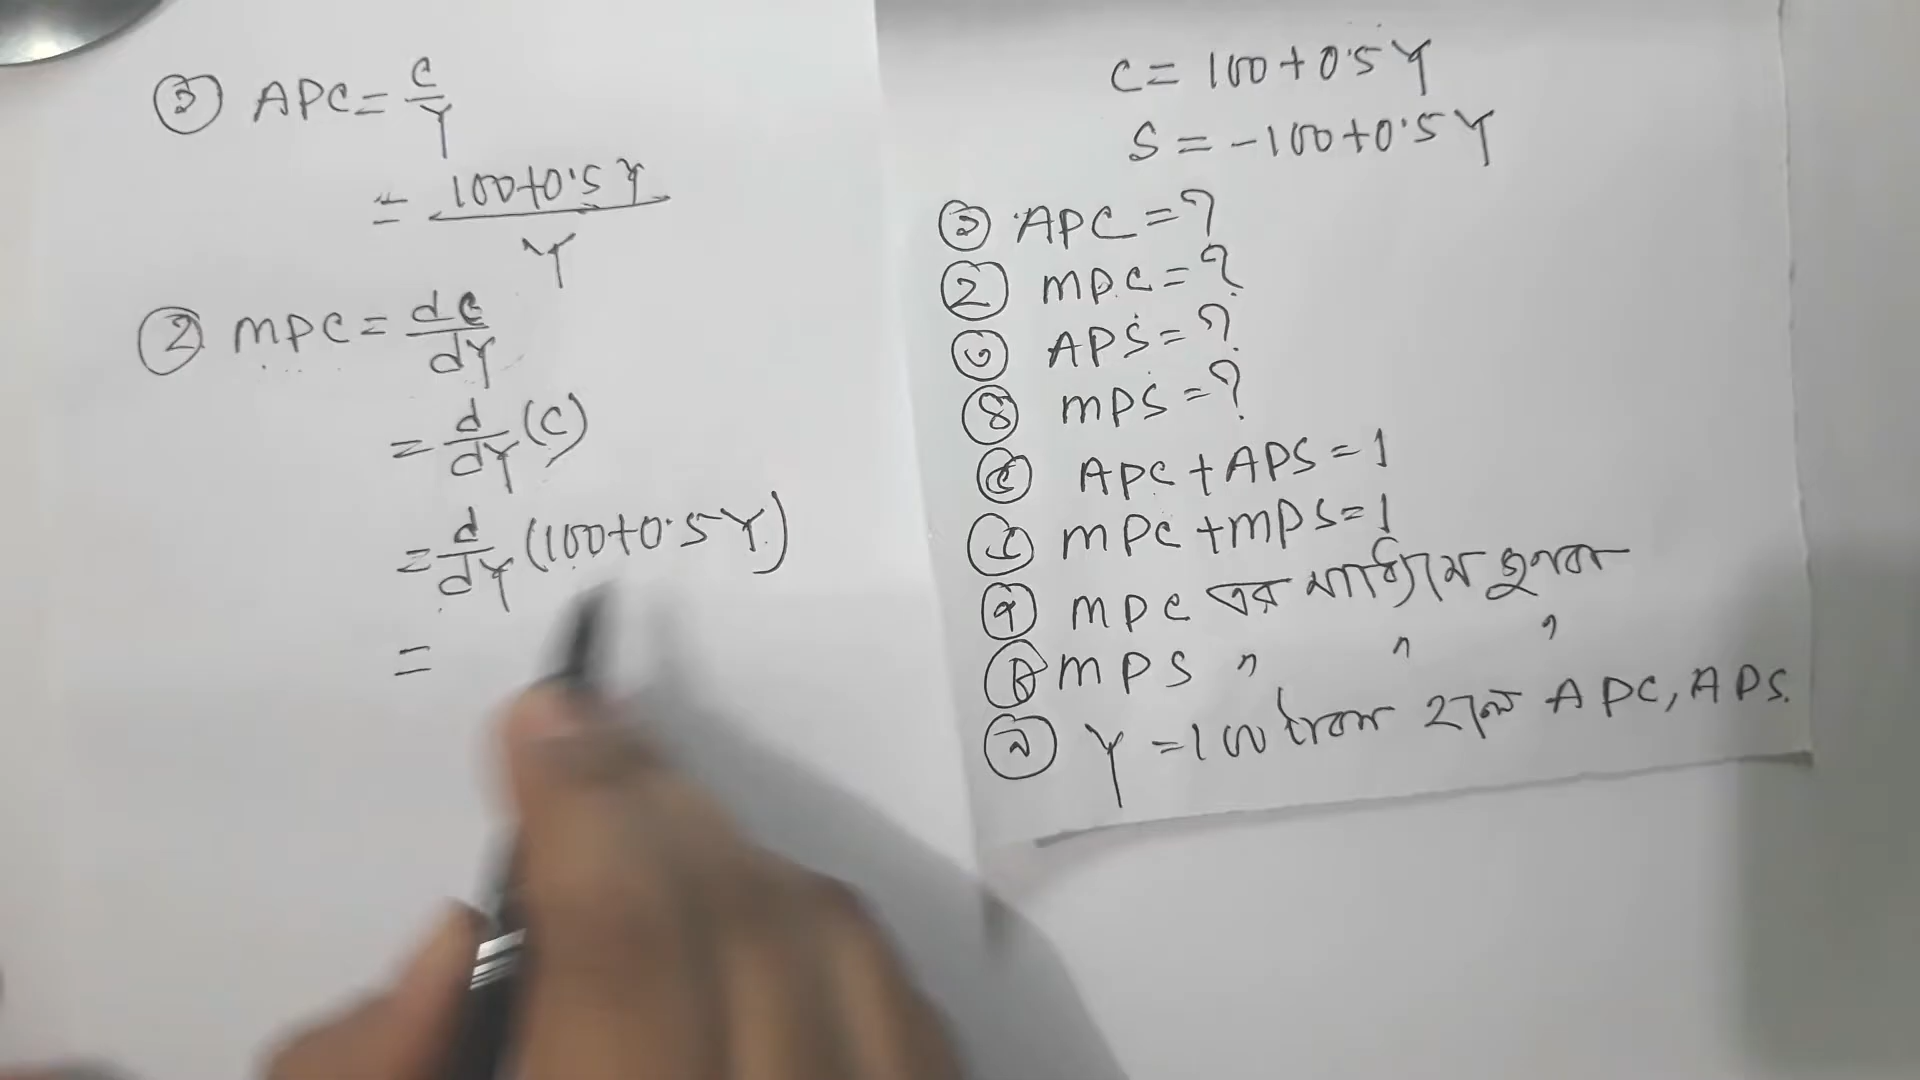 ১ APC = C/Y
= 100+0.5Y/Y
2 MPC = dC/dY
= d/dY (C)
= d/dY (100+0.5Y)
=
C = 100+0.5Y
S = -100+0.5Y
১ APC = ?
2 MPC = ?
৩ APS = ?
৪ MPS = ?
৫ APC + APS = 1
৬ MPC + MPS = 1
৭ MPC এর মাধ্যমে গুণক
৮ MPS " " "
৯ Y = 100 টাকা হলে APC, APS.